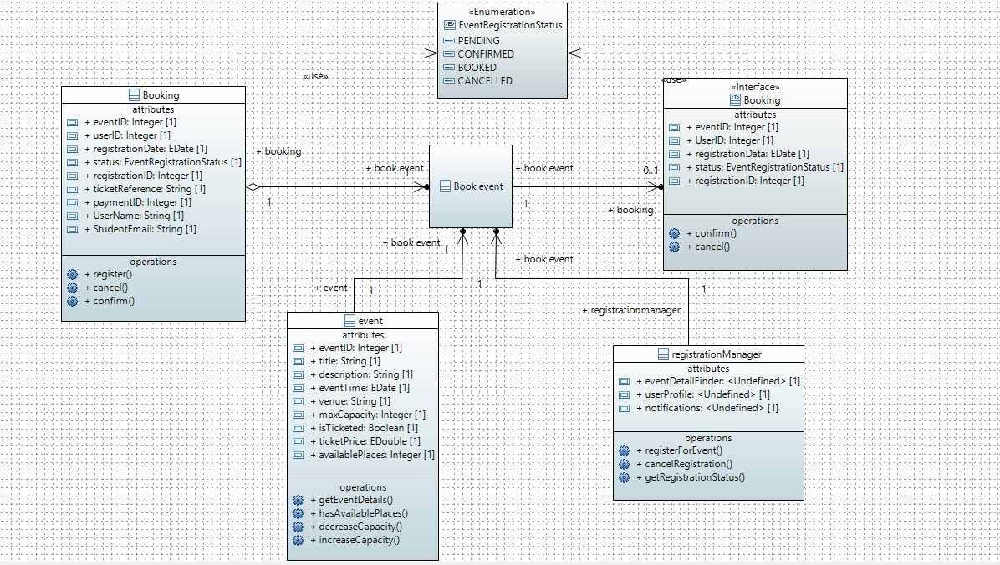 «Enumeration»
EventRegistrationStatus
PENDING
CONFIRMED
BOOKED
CANCELLED
«use»
«use»
Booking
attributes
+ eventID: Integer [1]
+ userID: Integer [1]
+ registrationDate: EDate [1]
+ status: EventRegistrationStatus [1]
+ registrationID: Integer [1]
+ ticketReference: String [1]
+ paymentID: Integer [1]
+ UserName: String [1]
+ StudentEmail: String [1]
operations
+ register()
+ cancel()
+ confirm()
«Interface»
Booking
attributes
+ eventID: Integer [1]
+ UserID: Integer [1]
+ registrationData: EDate [1]
+ status: EventRegistrationStatus [1]
+ registrationID: Integer [1]
operations
+ confirm()
+ cancel()
+ booking
1
+ book event
1
Book event
+ book event
1
0..1
+ booking
+ book event
1
+ event
1
+ book event
1
+ registrationmanager
1
event
attributes
+ eventID: Integer [1]
+ title: String [1]
+ description: String [1]
+ eventTime: EDate [1]
+ venue: String [1]
+ maxCapacity: Integer [1]
+ isTicketed: Boolean [1]
+ ticketPrice: EDouble [1]
+ availablePlaces: Integer [1]
operations
+ getEventDetails()
+ hasAvailablePlaces()
+ decreaseCapacity()
+ increaseCapacity()
registrationManager
attributes
+ eventDetailFinder: <Undefined> [1]
+ userProfile: <Undefined> [1]
+ notifications: <Undefined> [1]
operations
+ registerForEvent()
+ cancelRegistration()
+ getRegistrationStatus()